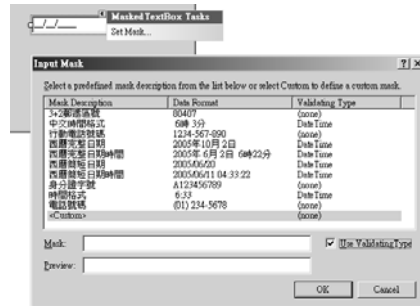 _/_/__
MaskedTextBox Tasks
Set Mask...
Input Mask
Select a predefined mask description from the list below or select Custom to define a custom mask.
Mask Description Data Format Validating Type
3+2郵遞區號 80407 (none)
中文時間格式 6時 3分 DateTime
行動電話號碼 1234-567-890 (none)
西曆完整日期 2005年10月2日 DateTime
西曆完整日期時間 2005年 6月2日 6時22分 DateTime
西曆簡短日期 2005/06/20 DateTime
西曆簡短日期時間 2005/06/11 04:33:22 DateTime
身分證字號 A123456789 (none)
時間格式 6:33 DateTime
電話號碼 (01) 234-5678 (none)
<Custom> (none)
Mask: Use ValidatingType
Preview:
OK Cancel